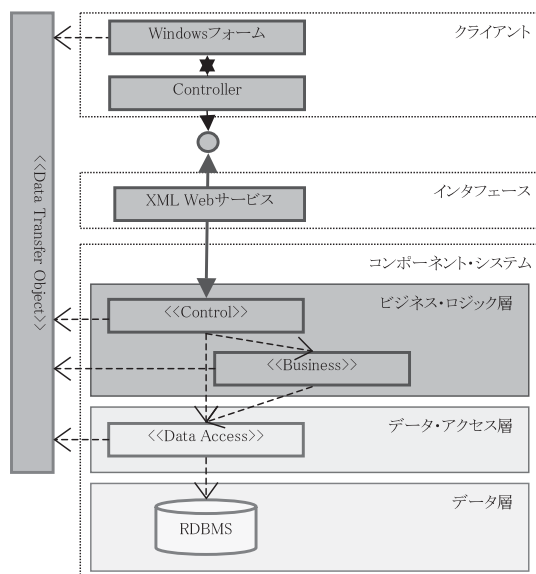 クライアント
Windowsフォーム
Controller
<<Data Transfer Object>>
インタフェース
XML Webサービス
コンポーネント・システム
ビジネス・ロジック層
<<Control>>
<<Business>>
データ・アクセス層
<<Data Access>>
データ層
RDBMS